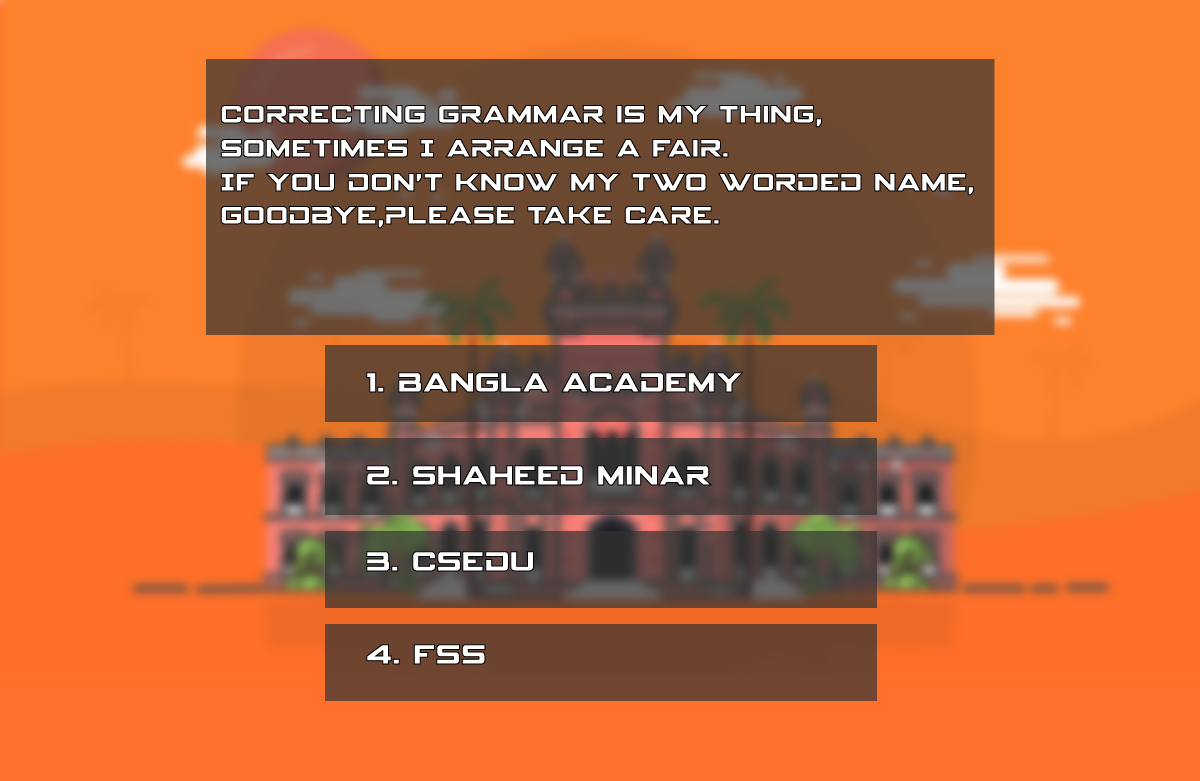 CORRECTING GRAMMAR IS MY THING,
SOMETIMES I ARRANGE A FAIR.
IF YOU DON'T KNOW MY TWO WORDED NAME,
GOODBYE,PLEASE TAKE CARE.
1. BANGLA ACADEMY
2. SHAHEED MINAR
3. CSEDU
4. FSS